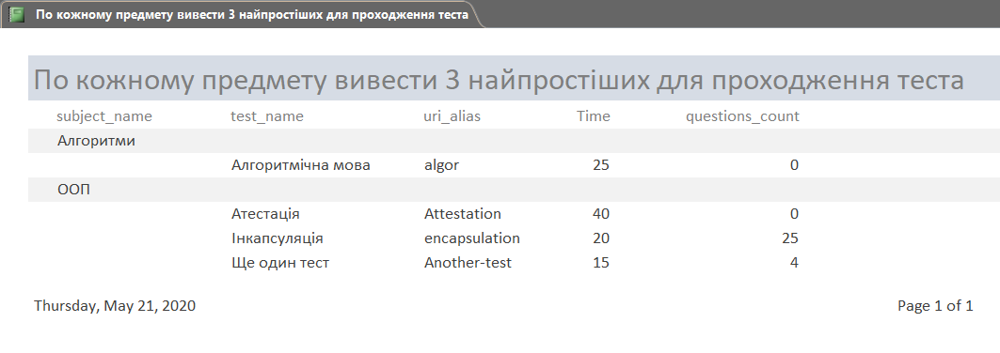 По кожному предмету вивести 3 найпростіших для проходження теста
По кожному предмету вивести 3 найпростіших для проходження теста
subject_name test_name uri_alias Time questions_count
Алгоритми
Алгоритмічна мова algor 25 0
ООП
Атестація Attestation 40 0
Інкапсуляція encapsulation 20 25
Ще один тест Another-test 15 4
Thursday, May 21, 2020 Page 1 of 1